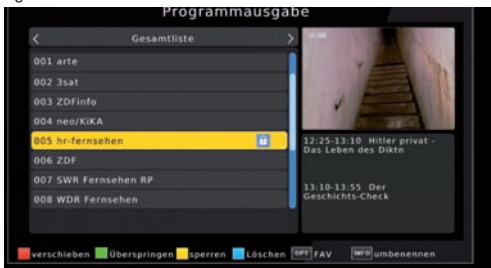 Programmausgabe
< Gesamtliste >
001 arte
002 3sat
003 ZDFinfo
004 neo/KiKA
005 hr-fernsehen
006 ZDF
007 SWR Fernsehen RP
008 WDR Fernsehen
12:25-13:10 Hitler privat -
Das Leben des Diktn
13:10-13:55 Der
Geschichts-Check
verschieben Überspringen sperren Löschen OPT FAV INFO umbenennen